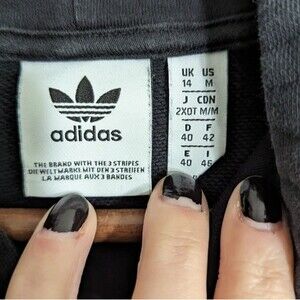 adidas
THE BRAND WITH THE 3 STRIPES
DIE WELTMARKE MIT DEN 3 STREIFEN
LA MARQUE AUX 3 BANDES
UK US
14 M
J CDN
2XOT M/M
D F
40 42
E I
40 46